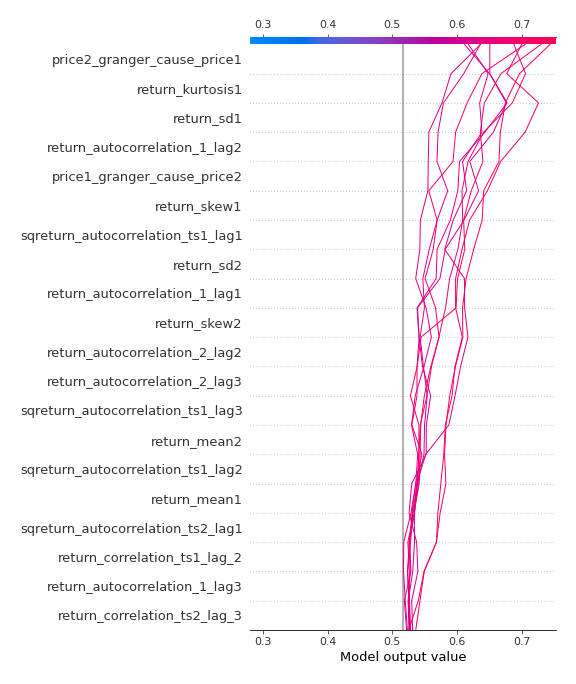 0.3 0.4 0.5 0.6 0.7
price2_granger_cause_price1
return_kurtosis1
return_sd1
return_autocorrelation_1_lag2
price1_granger_cause_price2
return_skew1
sqreturn_autocorrelation_ts1_lag1
return_sd2
return_autocorrelation_1_lag1
return_skew2
return_autocorrelation_2_lag2
return_autocorrelation_2_lag3
sqreturn_autocorrelation_ts1_lag3
return_mean2
sqreturn_autocorrelation_ts1_lag2
return_mean1
sqreturn_autocorrelation_ts2_lag1
return_correlation_ts1_lag_2
return_autocorrelation_1_lag3
return_correlation_ts2_lag_3
0.3 0.4 0.5 0.6 0.7
Model output value